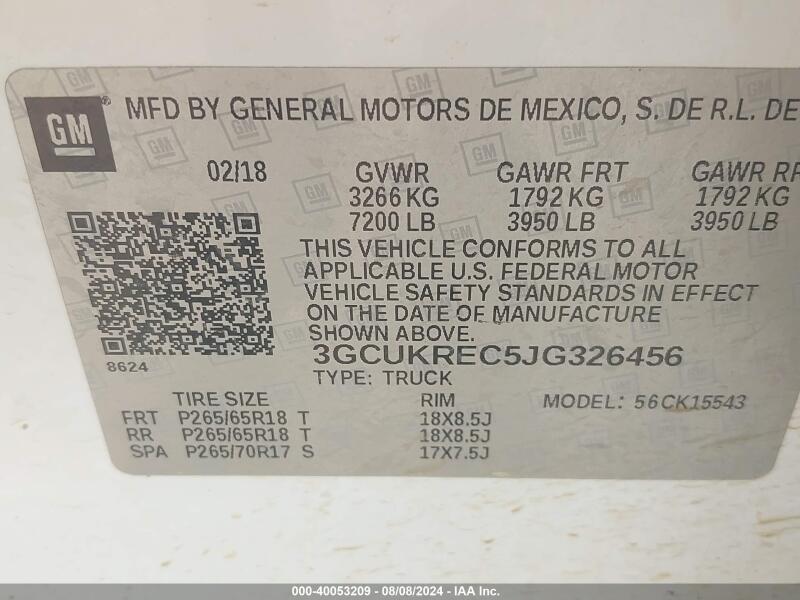 GM ® MFD BY GENERAL MOTORS DE MEXICO, S. DE R.L. DE
02/18 GVWR GAWR FRT GAWR RR
3266 KG 1792 KG 1792 KG
7200 LB 3950 LB 3950 LB
THIS VEHICLE CONFORMS TO ALL
APPLICABLE U.S. FEDERAL MOTOR
VEHICLE SAFETY STANDARDS IN EFFECT
ON THE DATE OF MANUFACTURE
SHOWN ABOVE.
8624 3GCUKREC5JG326456
TYPE: TRUCK
TIRE SIZE RIM MODEL: 56CK15543
FRT P265/65R18 T 18X8.5J
RR P265/65R18 T 18X8.5J
SPA P265/70R17 S 17X7.5J
000-40053209 - 08/08/2024 - IAA Inc.